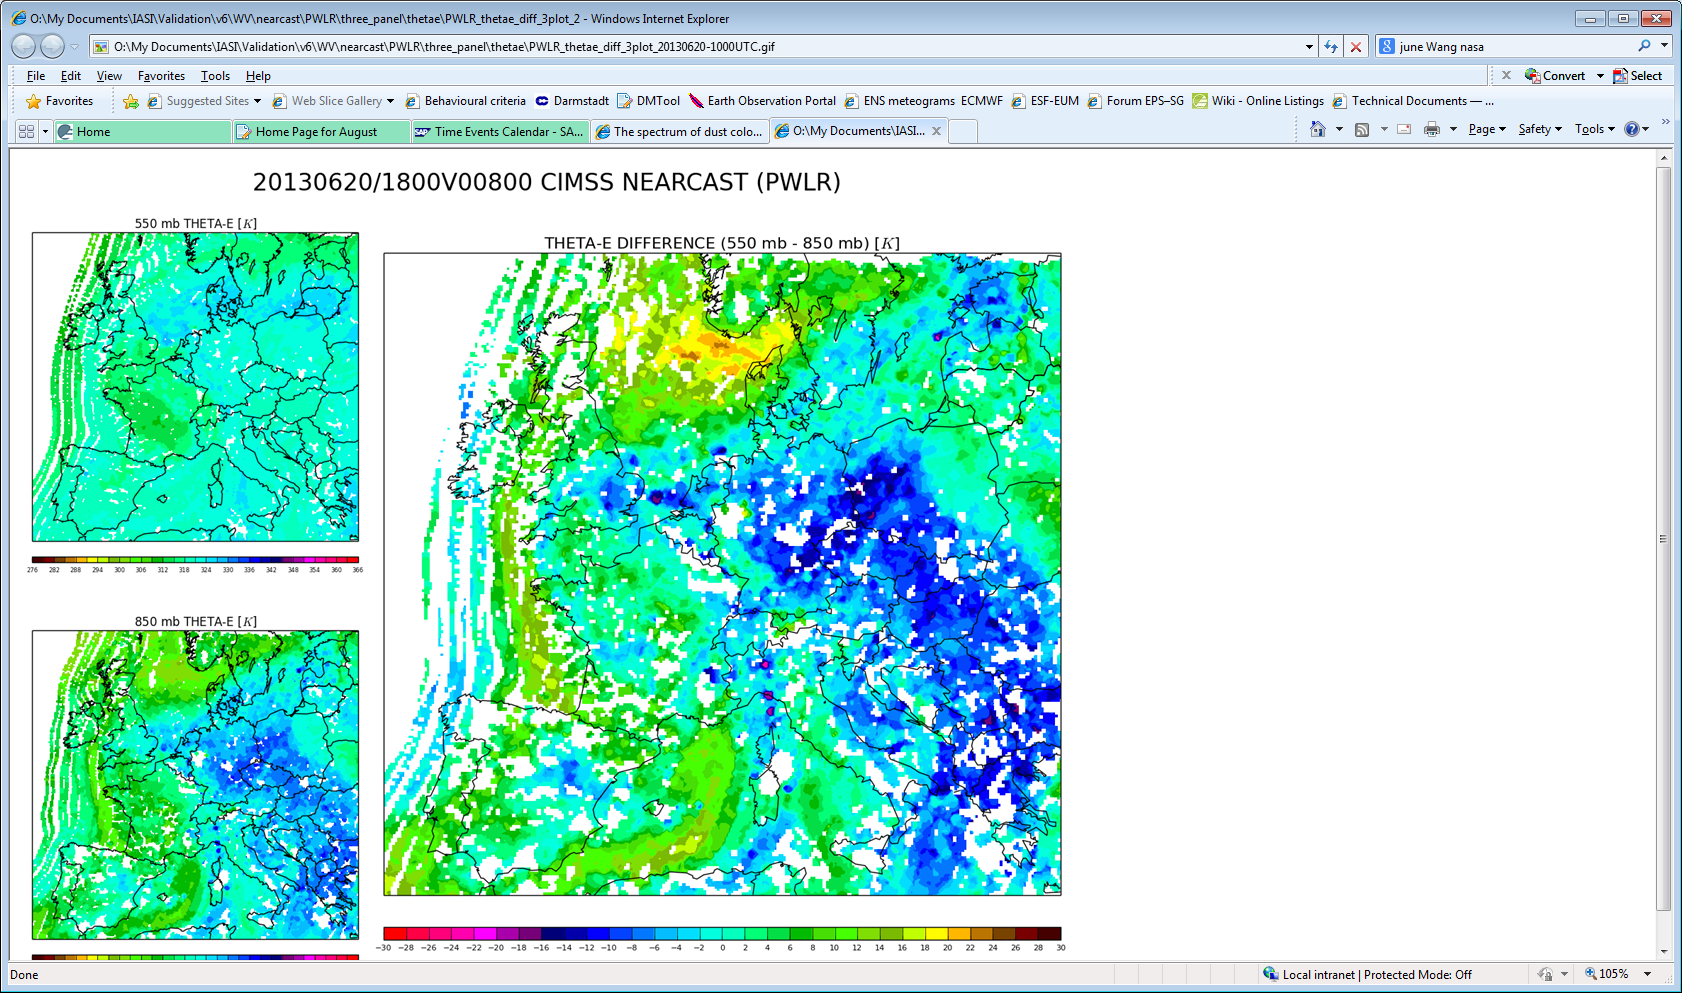 O:\My Documents\IASI\Validation\v6\WV\nearcast\PWLR\three_panel\thetae\PWLR_thetae_diff_3plot_2 - Windows Internet Explorer
O:\My Documents\IASI\Validation\v6\WV\nearcast\PWLR\three_panel\thetae\PWLR_thetae_diff_3plot_20130620-1000UTC.gif
june Wang nasa
File Edit View Favorites Tools Help
X Convert Select
Favorites Suggested Sites Web Slice Gallery Behavioural criteria Darmstadt DMTool Earth Observation Portal ENS meteograms ECMWF ESF-EUM Forum EPS–SG Wiki - Online Listings Technical Documents — ...
Home Home Page for August SAP Time Events Calendar - SA... The spectrum of dust colo... O:\My Documents\IASI... Page Safety Tools
20130620/1800V00800 CIMSS NEARCAST (PWLR)
550 mb THETA-E [K]
THETA-E DIFFERENCE (550 mb - 850 mb) [K]
276 282 288 294 300 306 312 318 324 330 336 342 348 354 360 366
850 mb THETA-E [K]
−30 −28 −26 −24 −22 −20 −18 −16 −14 −12 −10 −8 −6 −4 −2 0 2 4 6 8 10 12 14 16 18 20 22 24 26 28 30
Done Local intranet | Protected Mode: Off 105%